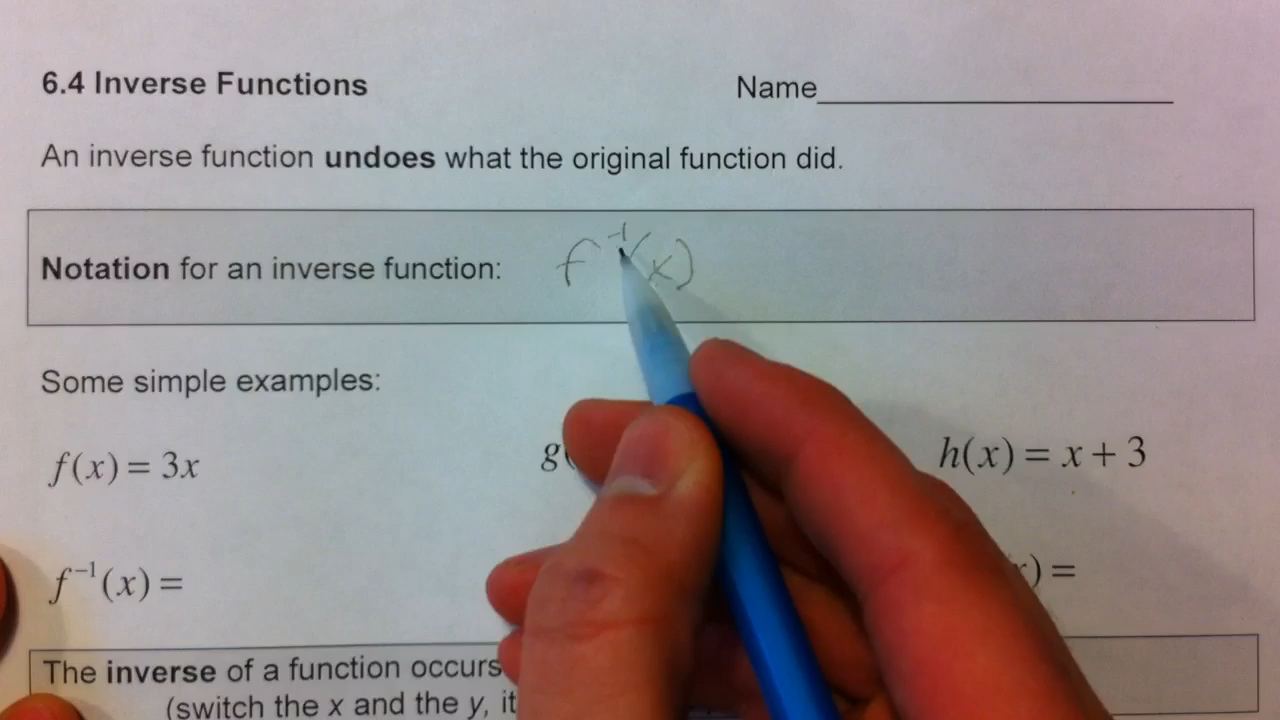 6.4 Inverse Functions Name
An inverse function undoes what the original function did.
Notation for an inverse function: f⁻¹(x)
Some simple examples:
f(x) = 3x g( h(x) = x + 3
f⁻¹(x) = ) =
The inverse of a function occurs
(switch the x and the y, it